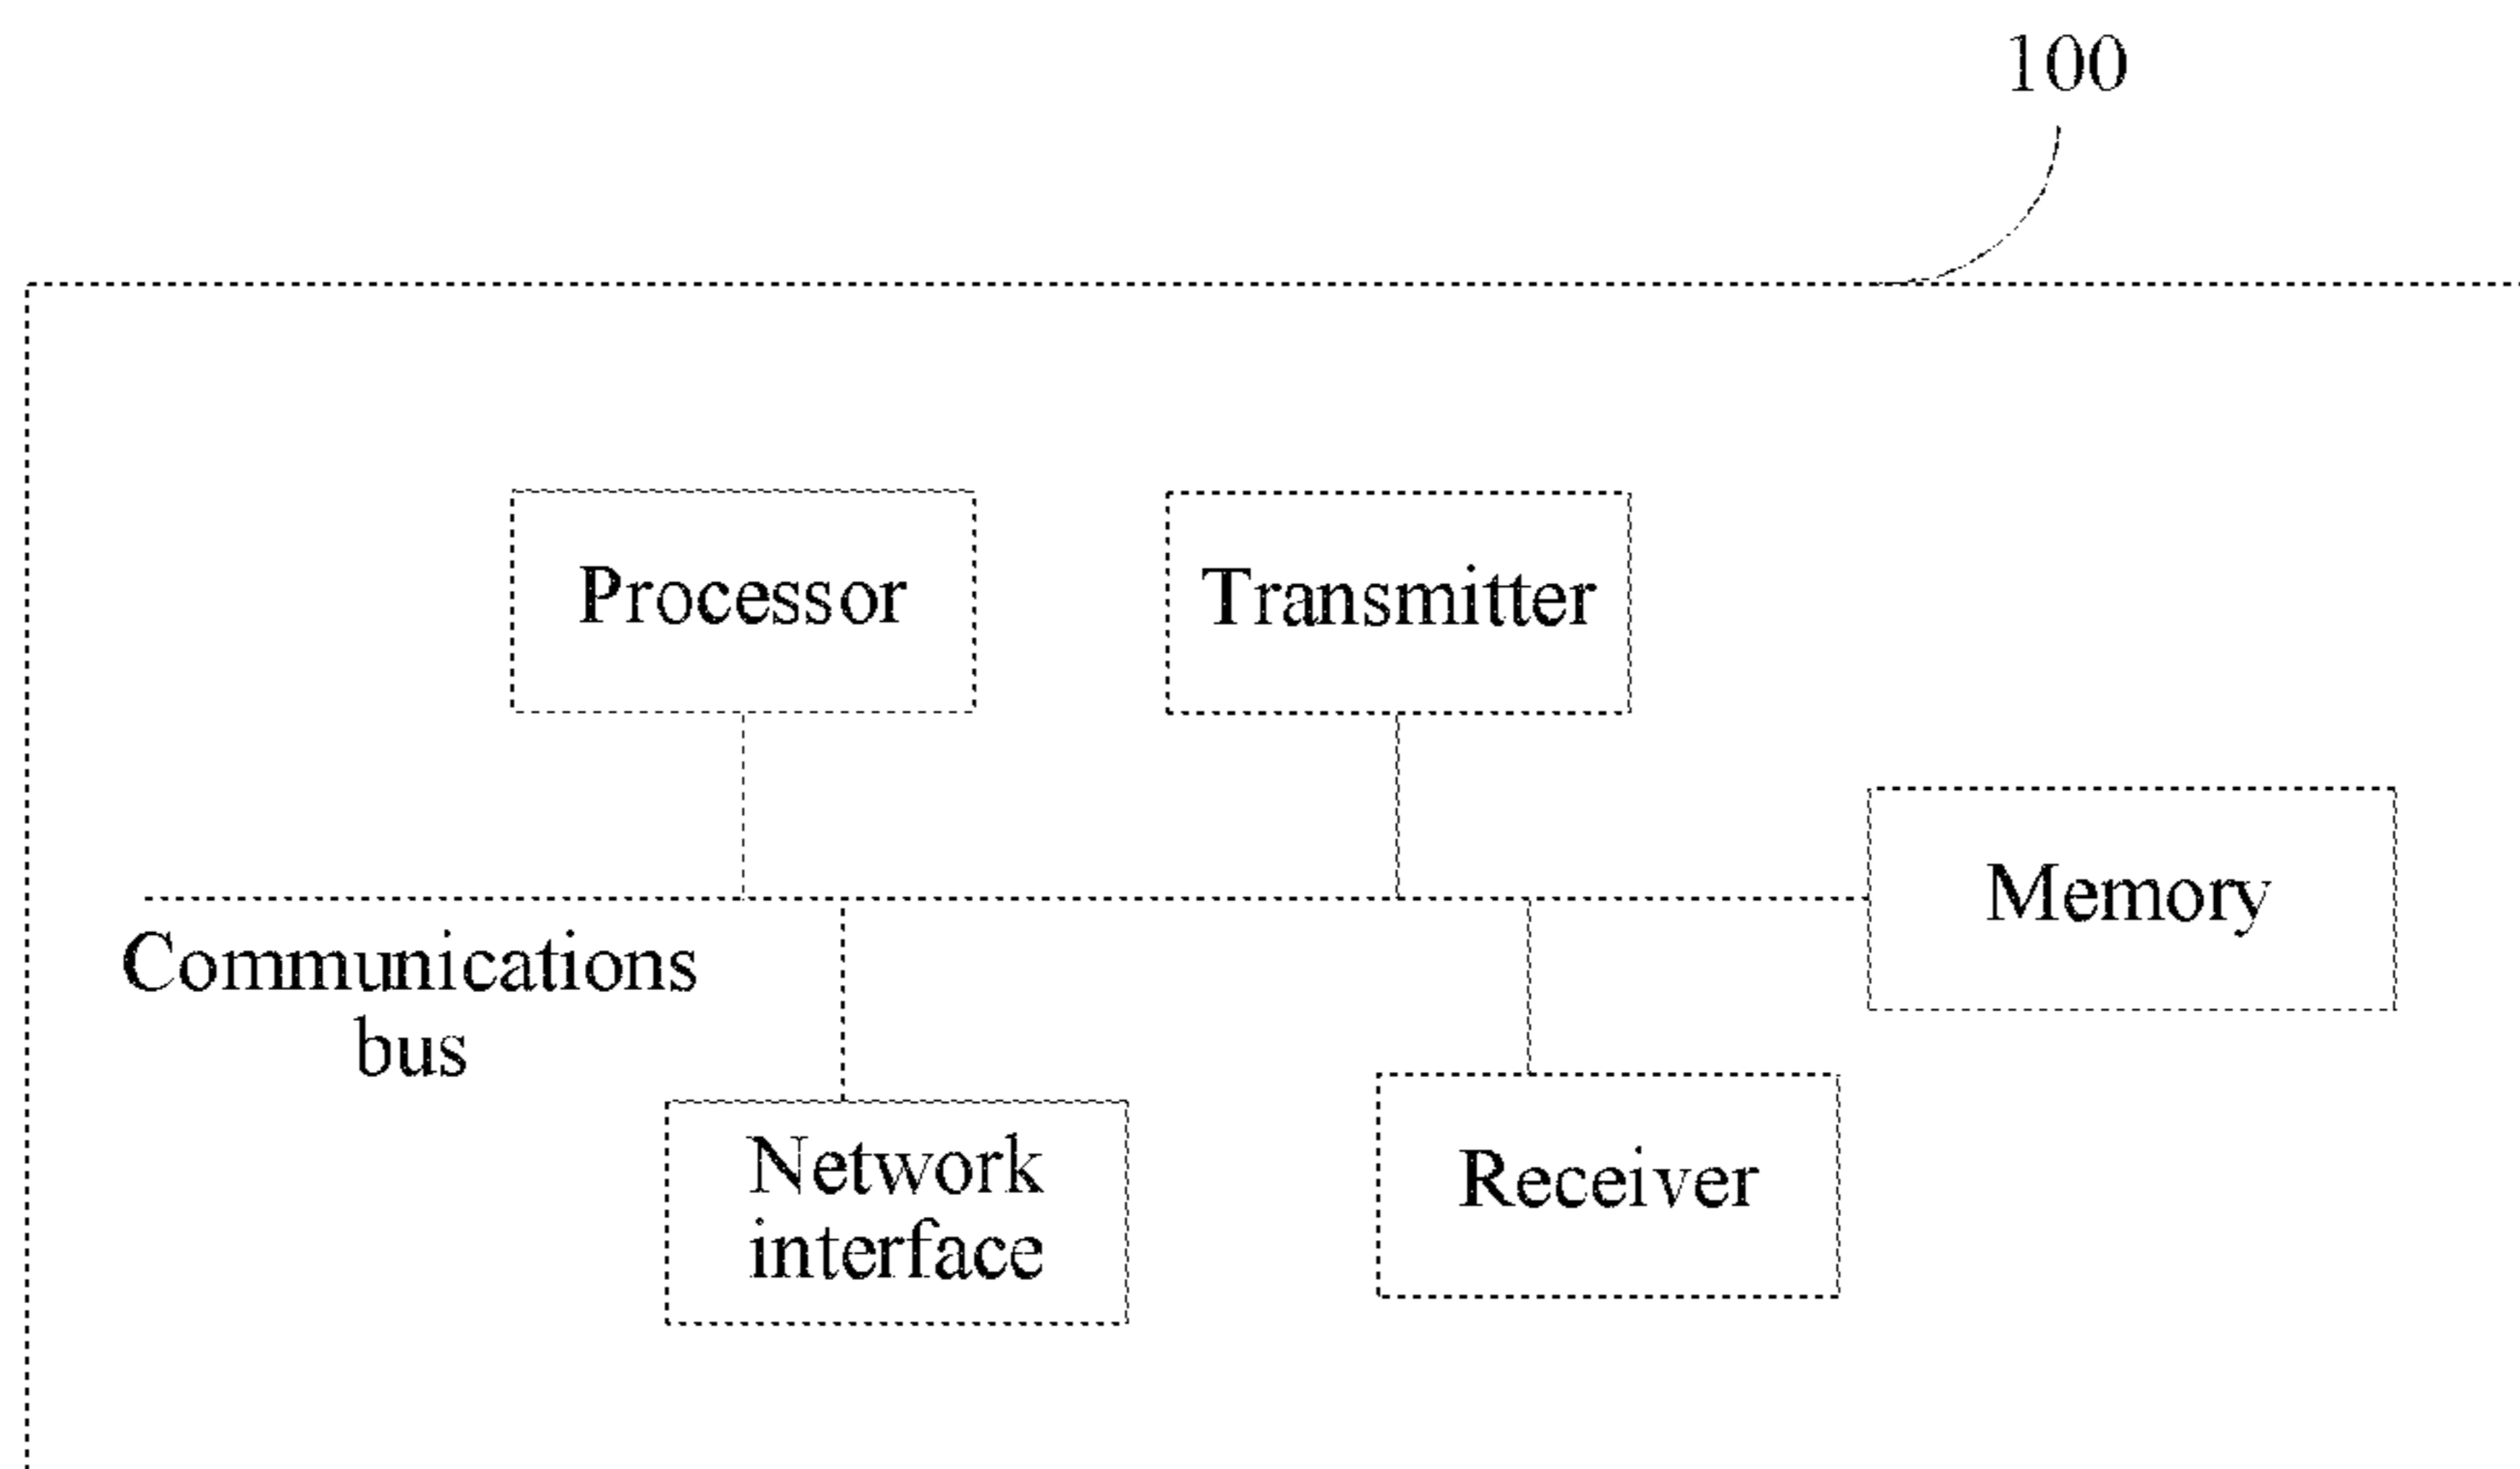 100
Processor
Transmitter
Memory
Communications
bus
Network
interface
Receiver